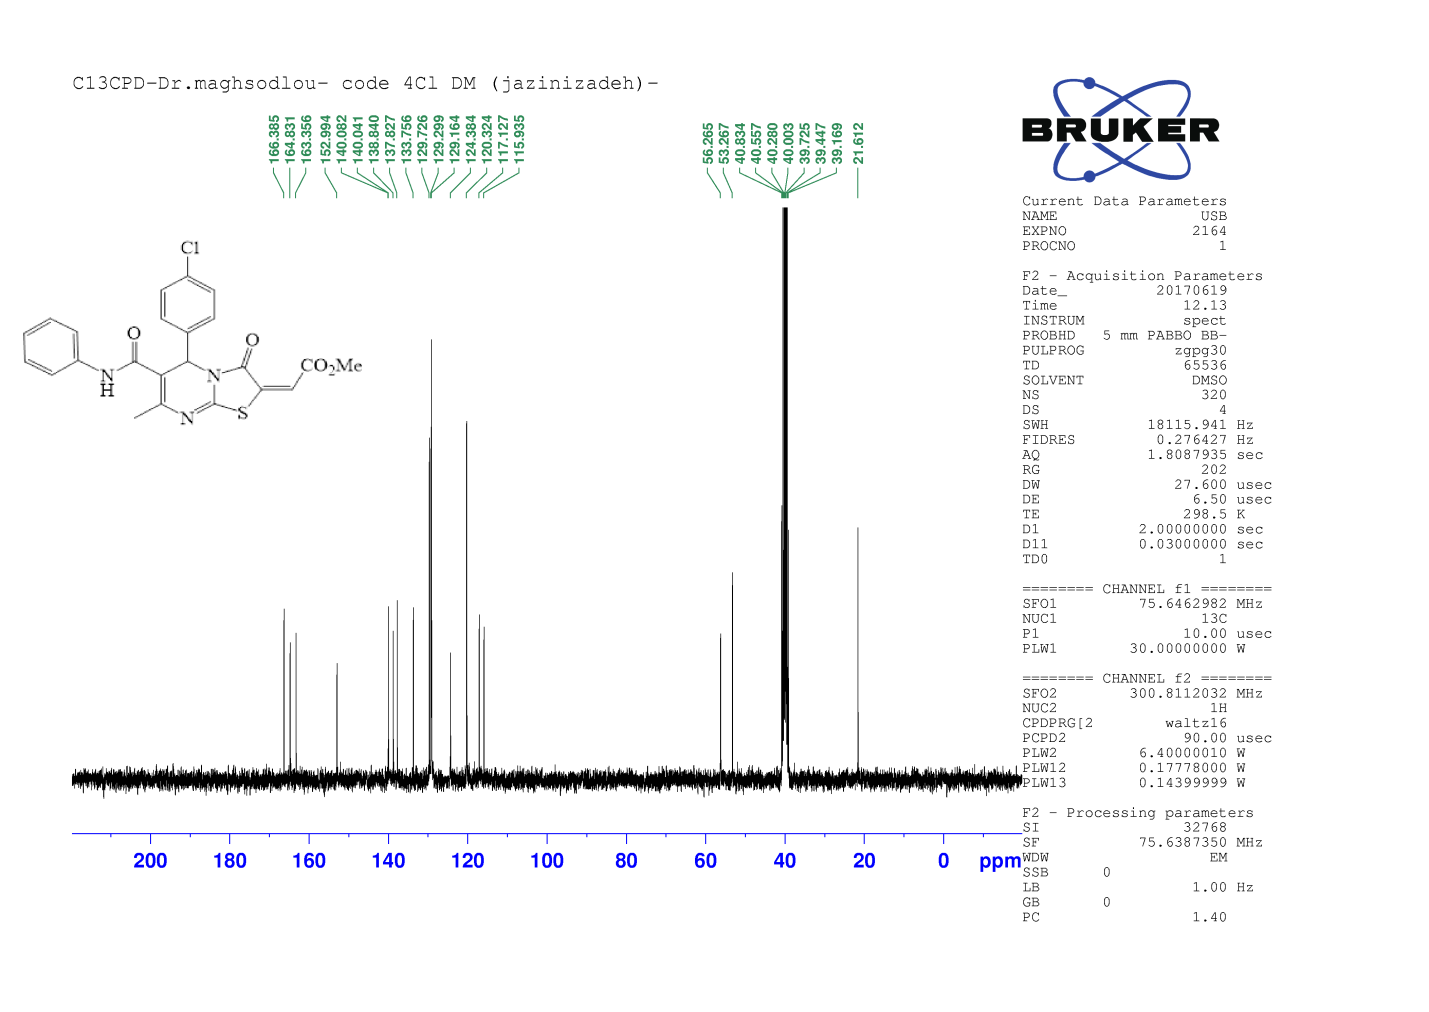 C13CPD-Dr.maghsodlou- code 4Cl DM (jazinizadeh)-
166.385
164.831
163.356
152.994
140.082
140.041
138.840
137.827
133.756
129.726
129.299
129.164
124.384
120.324
117.127
115.935
56.265
53.267
40.834
40.557
40.280
40.003
39.725
39.447
39.169
21.612
Cl
O
O
N
H
N
CO2Me
N
S
200 180 160 140 120 100 80 60 40 20 0 ppm
BRUKER
Current Data Parameters
NAME USB
EXPNO 2164
PROCNO 1
F2 - Acquisition Parameters
Date_ 20170619
Time 12.13
INSTRUM spect
PROBHD 5 mm PABBO BB-
PULPROG zgpg30
TD 65536
SOLVENT DMSO
NS 320
DS 4
SWH 18115.941 Hz
FIDRES 0.276427 Hz
AQ 1.8087935 sec
RG 202
DW 27.600 usec
DE 6.50 usec
TE 298.5 K
D1 2.00000000 sec
D11 0.03000000 sec
TD0 1
======== CHANNEL f1 ========
SFO1 75.6462982 MHz
NUC1 13C
P1 10.00 usec
PLW1 30.00000000 W
======== CHANNEL f2 ========
SFO2 300.8112032 MHz
NUC2 1H
CPDPRG[2 waltz16
PCPD2 90.00 usec
PLW2 6.40000010 W
PLW12 0.17778000 W
PLW13 0.14399999 W
F2 - Processing parameters
SI 32768
SF 75.6387350 MHz
WDW EM
SSB 0
LB 1.00 Hz
GB 0
PC 1.40